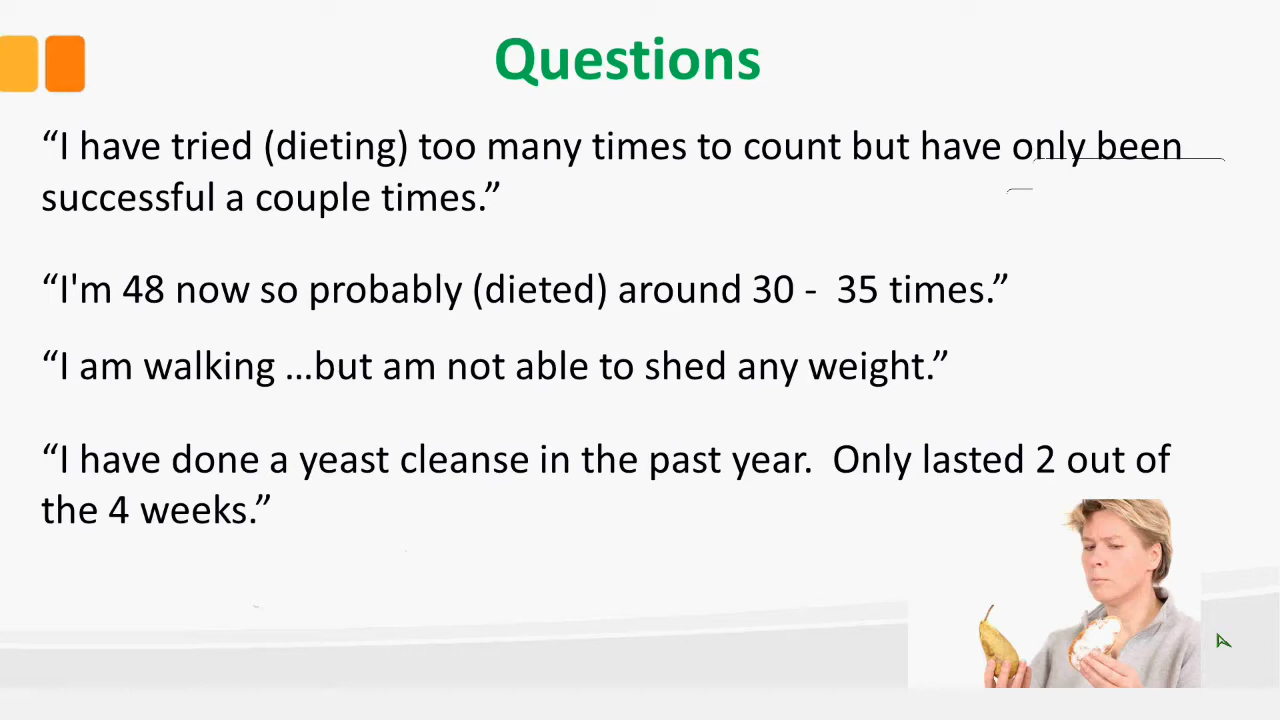 Questions
“I have tried (dieting) too many times to count but have only been
successful a couple times.”
“I'm 48 now so probably (dieted) around 30 -  35 times.”
“I am walking ...but am not able to shed any weight.”
“I have done a yeast cleanse in the past year.  Only lasted 2 out of
the 4 weeks.”